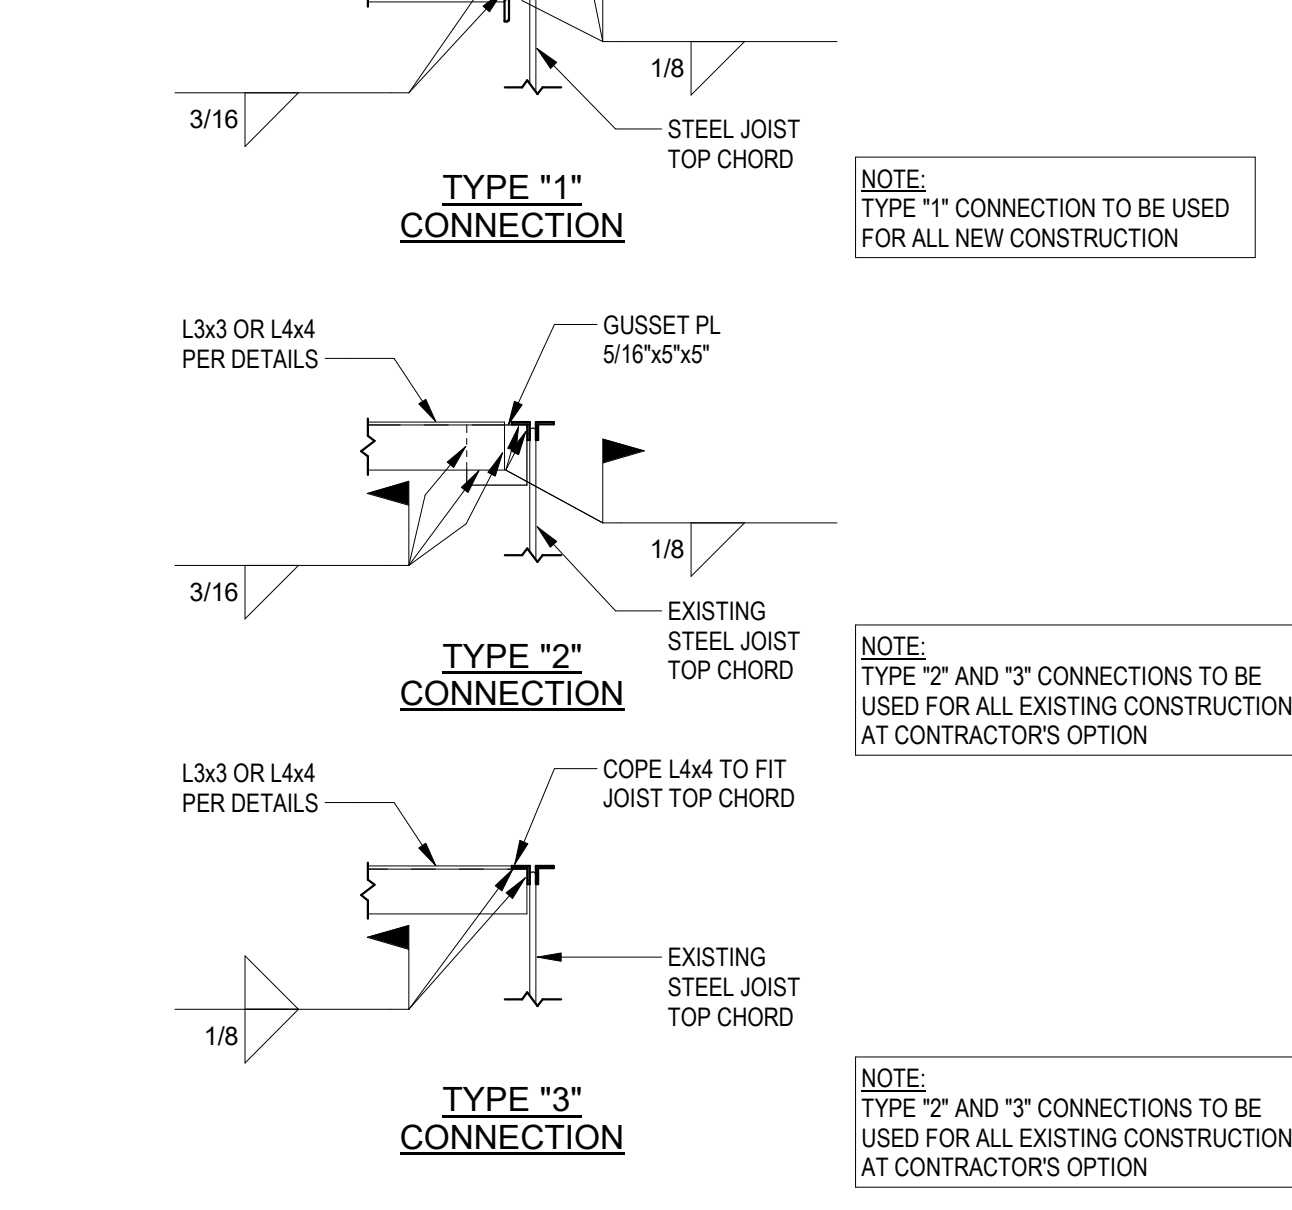 1/8
3/16
STEEL JOIST
TOP CHORD
TYPE "1"
CONNECTION
NOTE:
TYPE "1" CONNECTION TO BE USED
FOR ALL NEW CONSTRUCTION
L3x3 OR L4x4
PER DETAILS
GUSSET PL
5/16"x5"x5"
1/8
3/16
EXISTING
STEEL JOIST
TOP CHORD
TYPE "2"
CONNECTION
NOTE:
TYPE "2" AND "3" CONNECTIONS TO BE
USED FOR ALL EXISTING CONSTRUCTION
AT CONTRACTOR'S OPTION
L3x3 OR L4x4
PER DETAILS
COPE L4x4 TO FIT
JOIST TOP CHORD
EXISTING
STEEL JOIST
TOP CHORD
1/8
TYPE "3"
CONNECTION
NOTE:
TYPE "2" AND "3" CONNECTIONS TO BE
USED FOR ALL EXISTING CONSTRUCTION
AT CONTRACTOR'S OPTION